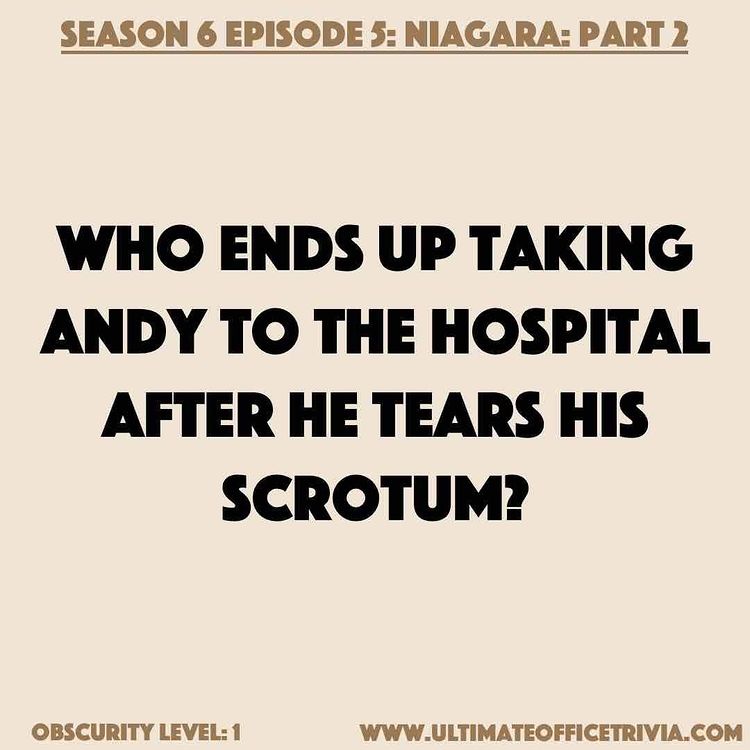 SEASON 6 EPISODE 5: NIAGARA: PART 2
WHO ENDS UP TAKING
ANDY TO THE HOSPITAL
AFTER HE TEARS HIS
SCROTUM?
OBSCURITY LEVEL: 1
WWW.ULTIMATEOFFICETRIVIA.COM